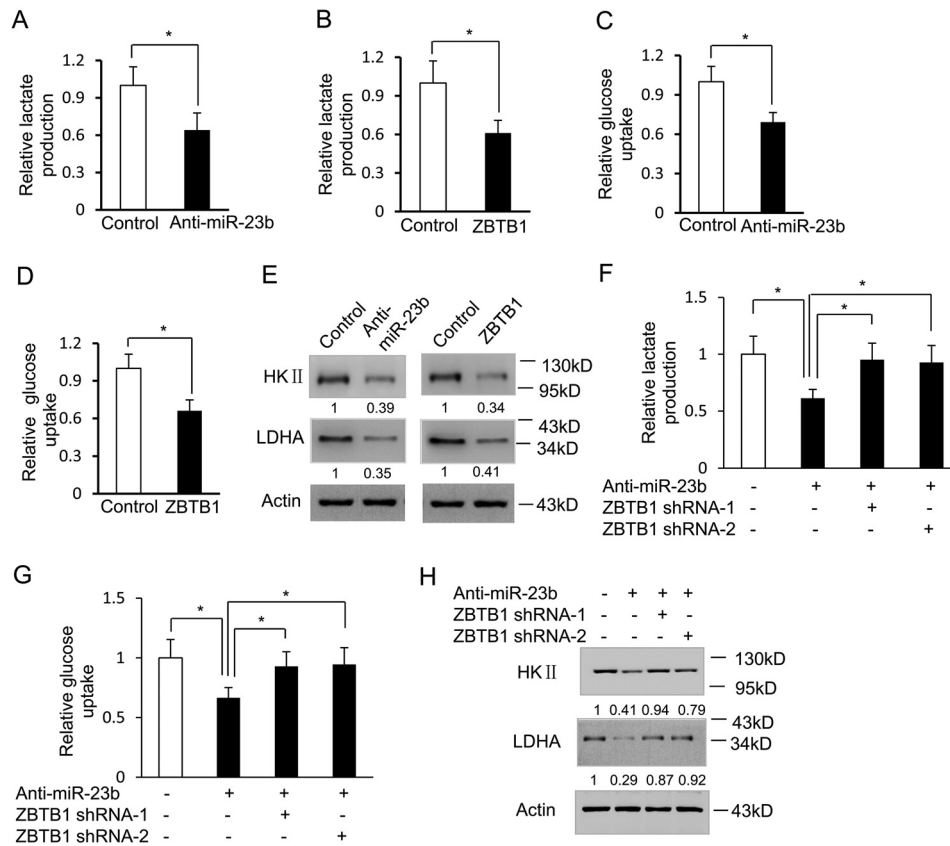 A
*
1.2
0.9
0.6
0.3
0
Relative lactate
production
Control Anti-miR-23b
B
*
1.2
0.9
0.6
0.3
0
Relative lactate
production
Control ZBTB1
C
*
1.2
0.9
0.6
0.3
0
Relative glucose
uptake
Control Anti-miR-23b
D
*
1.2
0.9
0.6
0.3
0
Relative glucose
uptake
Control ZBTB1
E
Control Anti-
miR-23b Control ZBTB1
HKⅡ 130kD
95kD
1 0.39 1 0.34
43kD
LDHA 34kD
1 0.35 1 0.41
Actin 43kD
F
* * *
1.5
1
0.5
0
Relative lactate
production
Anti-miR-23b - + + +
ZBTB1 shRNA-1 - - + -
ZBTB1 shRNA-2 - - - +
G
* * *
1.5
1
0.5
0
Relative glucose
uptake
Anti-miR-23b - + + +
ZBTB1 shRNA-1 - - + -
ZBTB1 shRNA-2 - - - +
H
Anti-miR-23b - + + +
ZBTB1 shRNA-1 - - + -
ZBTB1 shRNA-2 - - - +
HKⅡ 130kD
95kD
1 0.41 0.94 0.79
43kD
LDHA 34kD
1 0.29 0.87 0.92
Actin 43kD